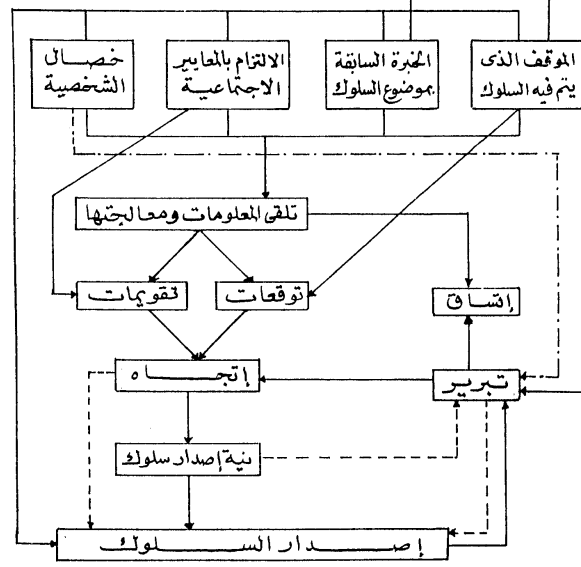 الموقف الذى
يتم فيه السلوك
الخبرة السابقة
بموضوع السلوك
الالتزام بالمعايير
الاجتماعية
خصال
الشخصية
تلقى المعلومات ومعالجتها
توقعات
تقويمات
إتساق
تبرير
إتجاه
نية إصدار سلوك
إصدار السلوك